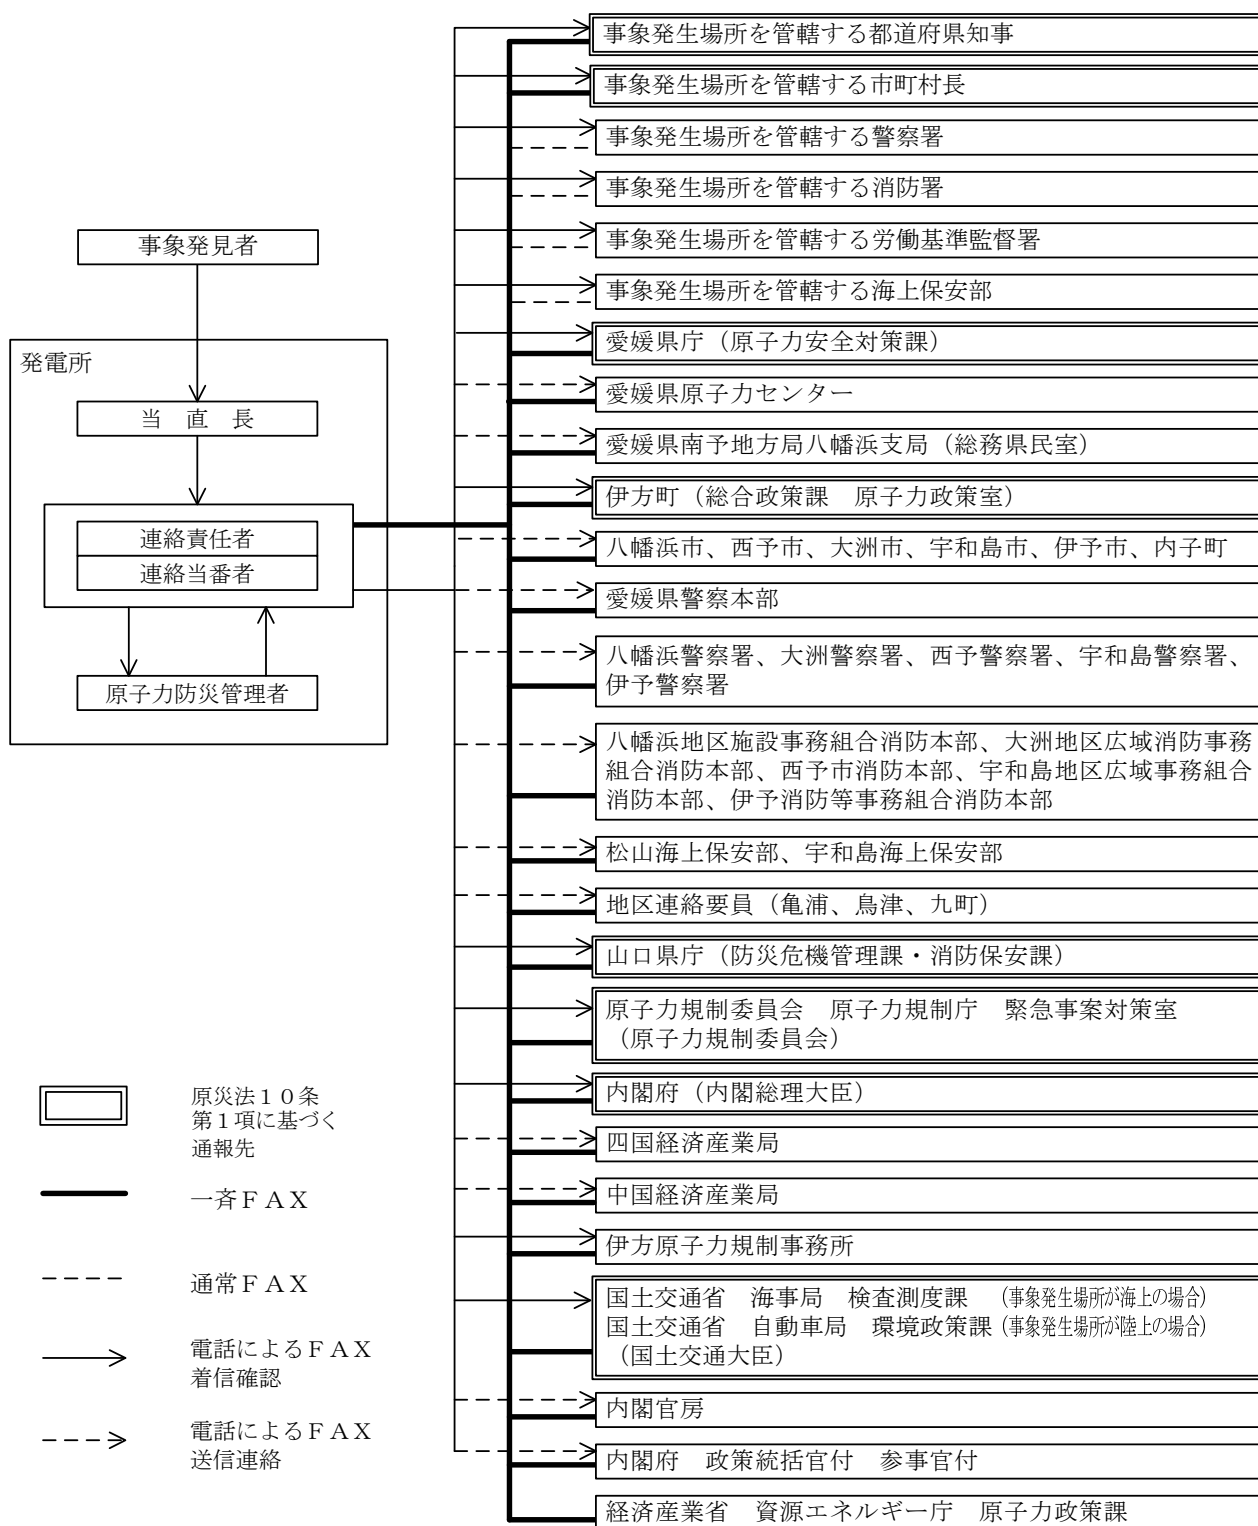 事象発見者
発電所
当　直　長
連絡責任者
連絡当番者
原子力防災管理者
事象発生場所を管轄する都道府県知事
事象発生場所を管轄する市町村長
事象発生場所を管轄する警察署
事象発生場所を管轄する消防署
事象発生場所を管轄する労働基準監督署
事象発生場所を管轄する海上保安部
愛媛県庁（原子力安全対策課）
愛媛県原子力センター
愛媛県南予地方局八幡浜支局（総務県民室）
伊方町（総合政策課　原子力政策室）
八幡浜市、西予市、大洲市、宇和島市、伊予市、内子町
愛媛県警察本部
八幡浜警察署、大洲警察署、西予警察署、宇和島警察署、
伊予警察署
八幡浜地区施設事務組合消防本部、大洲地区広域消防事務
組合消防本部、西予市消防本部、宇和島地区広域事務組合
消防本部、伊予消防等事務組合消防本部
松山海上保安部、宇和島海上保安部
地区連絡要員（亀浦、鳥津、九町）
山口県庁（防災危機管理課・消防保安課）
原子力規制委員会　原子力規制庁　緊急事案対策室
（原子力規制委員会）
内閣府（内閣総理大臣）
四国経済産業局
中国経済産業局
伊方原子力規制事務所
国土交通省　海事局　検査測度課　（事象発生場所が海上の場合）
国土交通省　自動車局　環境政策課（事象発生場所が陸上の場合）
（国土交通大臣）
内閣官房
内閣府　政策統括官付　参事官付
経済産業省　資源エネルギー庁　原子力政策課
原災法１０条
第１項に基づく
通報先
一斉ＦＡＸ
通常ＦＡＸ
電話によるＦＡＸ
着信確認
電話によるＦＡＸ
送信連絡